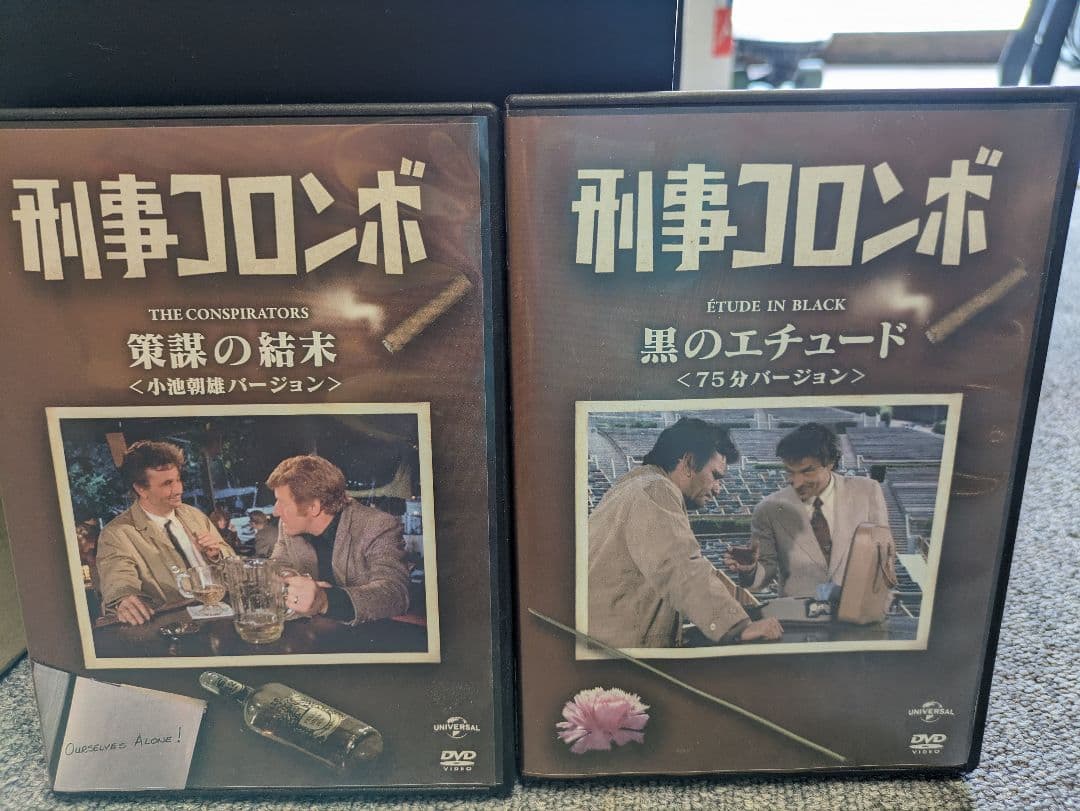 刑事コロンボ
THE CONSPIRATORS
策謀の結末
<小池朝雄バージョン>
OURSELVES ALONE!
UNIVERSAL
DVD
VIDEO
刑事コロンボ
ÉTUDE IN BLACK
黒のエチュード
<75分バージョン>
UNIVERSAL
DVD
VIDEO